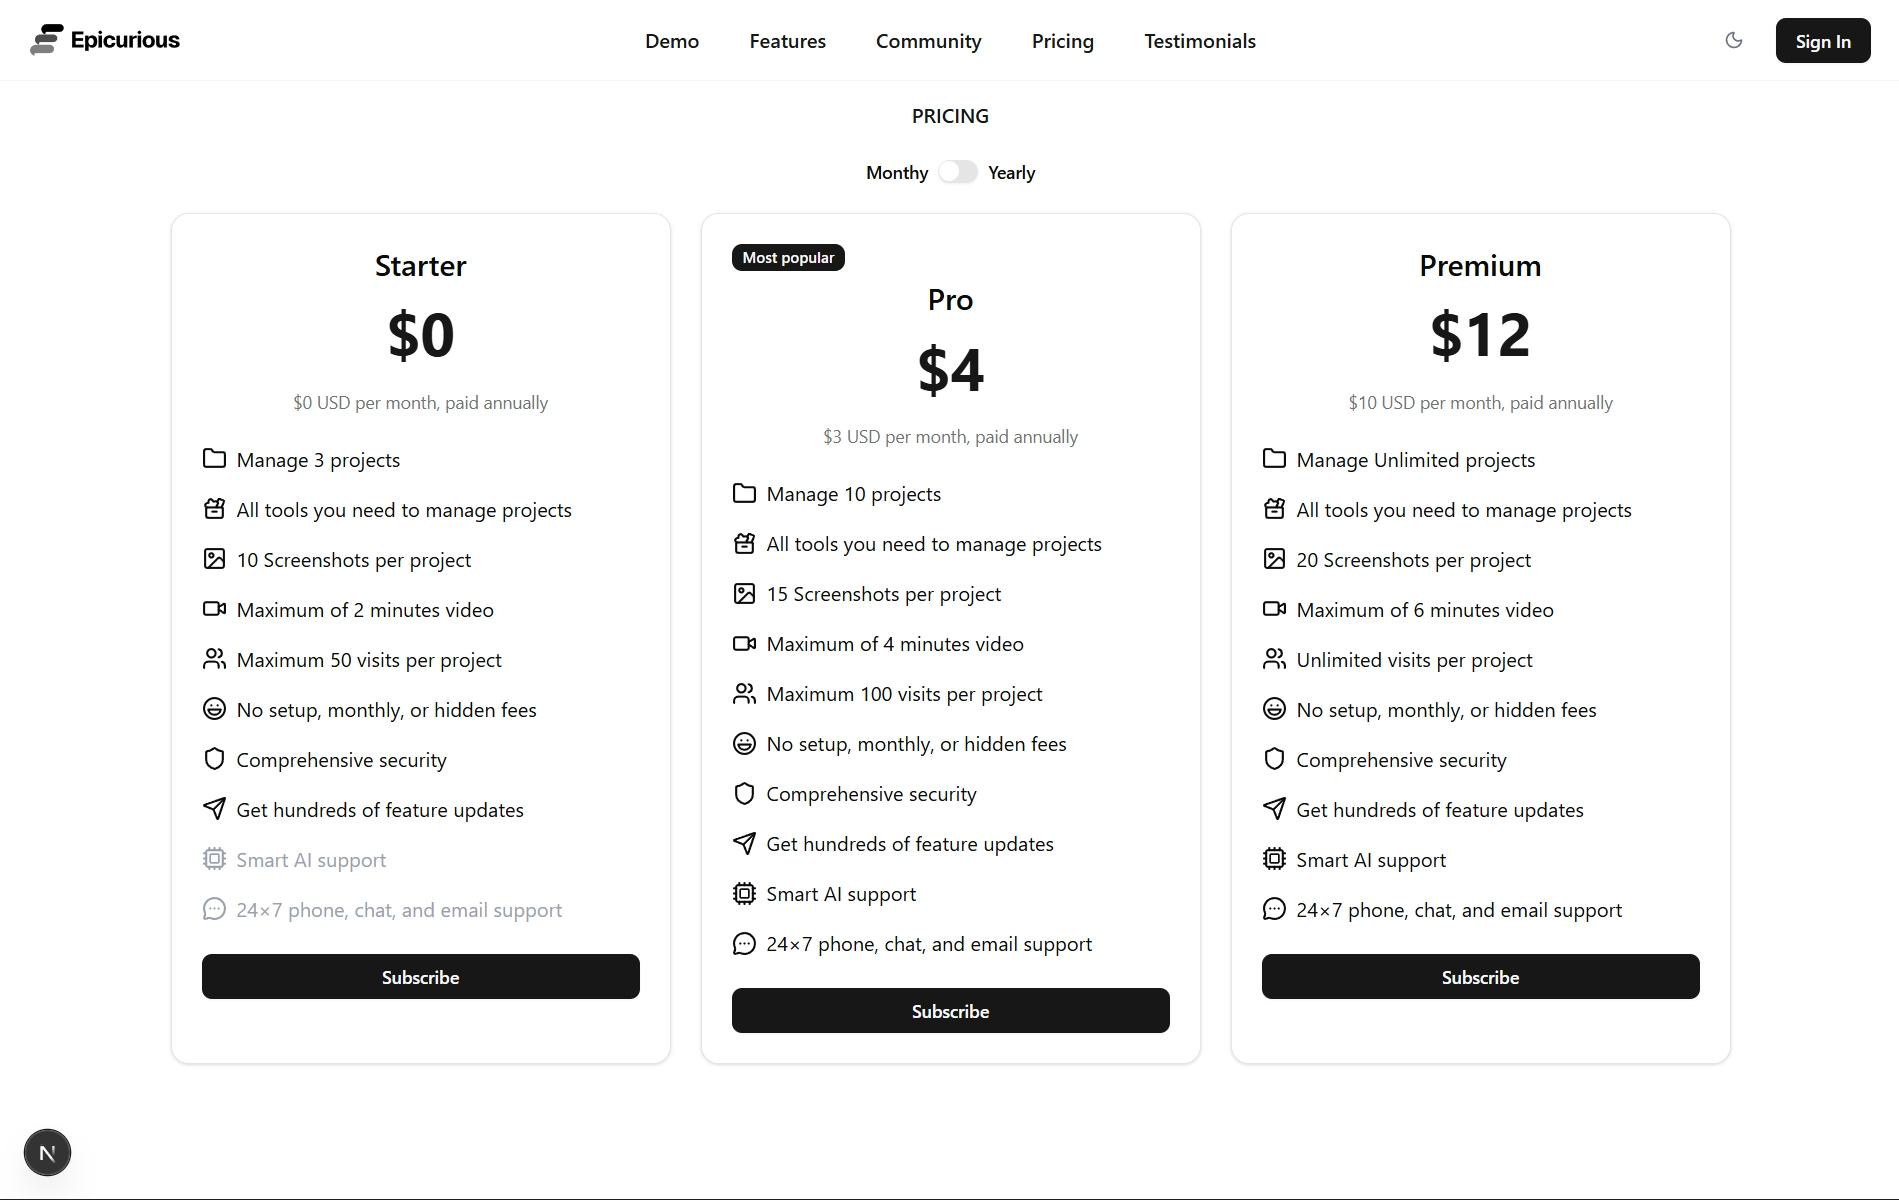 Epicurious
Demo
Features
Community
Pricing
Testimonials
Sign In
PRICING
Monthy
Yearly
Starter
$0
$0 USD per month, paid annually
Manage 3 projects
All tools you need to manage projects
10 Screenshots per project
Maximum of 2 minutes video
Maximum 50 visits per project
No setup, monthly, or hidden fees
Comprehensive security
Get hundreds of feature updates
Smart AI support
24×7 phone, chat, and email support
Subscribe
Most popular
Pro
$4
$3 USD per month, paid annually
Manage 10 projects
All tools you need to manage projects
15 Screenshots per project
Maximum of 4 minutes video
Maximum 100 visits per project
No setup, monthly, or hidden fees
Comprehensive security
Get hundreds of feature updates
Smart AI support
24×7 phone, chat, and email support
Subscribe
Premium
$12
$10 USD per month, paid annually
Manage Unlimited projects
All tools you need to manage projects
20 Screenshots per project
Maximum of 6 minutes video
Unlimited visits per project
No setup, monthly, or hidden fees
Comprehensive security
Get hundreds of feature updates
Smart AI support
24×7 phone, chat, and email support
Subscribe
N